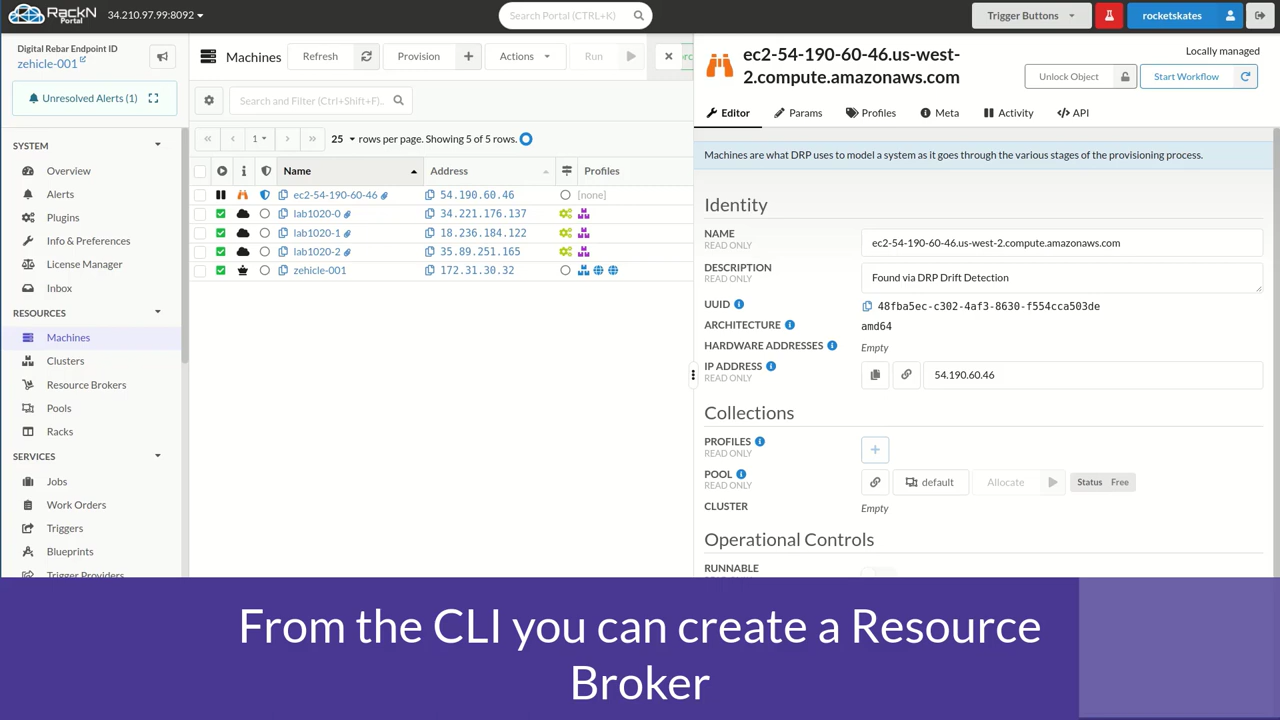 RackN
Portal
34.210.97.99:8092
Search Portal (CTRL+K)
Trigger Buttons
rocketskates
Digital Rebar Endpoint ID
zehicle-001
Unresolved Alerts (1)
SYSTEM
Overview
Alerts
Plugins
Info & Preferences
License Manager
Inbox
RESOURCES
Machines
Clusters
Resource Brokers
Pools
Racks
SERVICES
Jobs
Work Orders
Triggers
Blueprints
Trigger Providers
Machines
Refresh
Provision
Actions
Run
Search and Filter (Ctrl+Shift+F)..
1
25 rows per page. Showing 5 of 5 rows.
Name Address Profiles
ec2-54-190-60-46 54.190.60.46 [none]
lab1020-0 34.221.176.137
lab1020-1 18.236.184.122
lab1020-2 35.89.251.165
zehicle-001 172.31.30.32
ec2-54-190-60-46.us-west-
2.compute.amazonaws.com
Locally managed
Unlock Object
Start Workflow
Editor Params Profiles Meta Activity API
Machines are what DRP uses to model a system as it goes through the various stages of the provisioning process.
Identity
NAME
READ ONLY
ec2-54-190-60-46.us-west-2.compute.amazonaws.com
DESCRIPTION
READ ONLY
Found via DRP Drift Detection
UUID 48fba5ec-c302-4af3-8630-f554cca503de
ARCHITECTURE amd64
HARDWARE ADDRESSES Empty
IP ADDRESS
READ ONLY
54.190.60.46
Collections
PROFILES
READ ONLY
POOL
READ ONLY
default
Allocate
Status Free
CLUSTER Empty
Operational Controls
RUNNABLE
From the CLI you can create a Resource
Broker